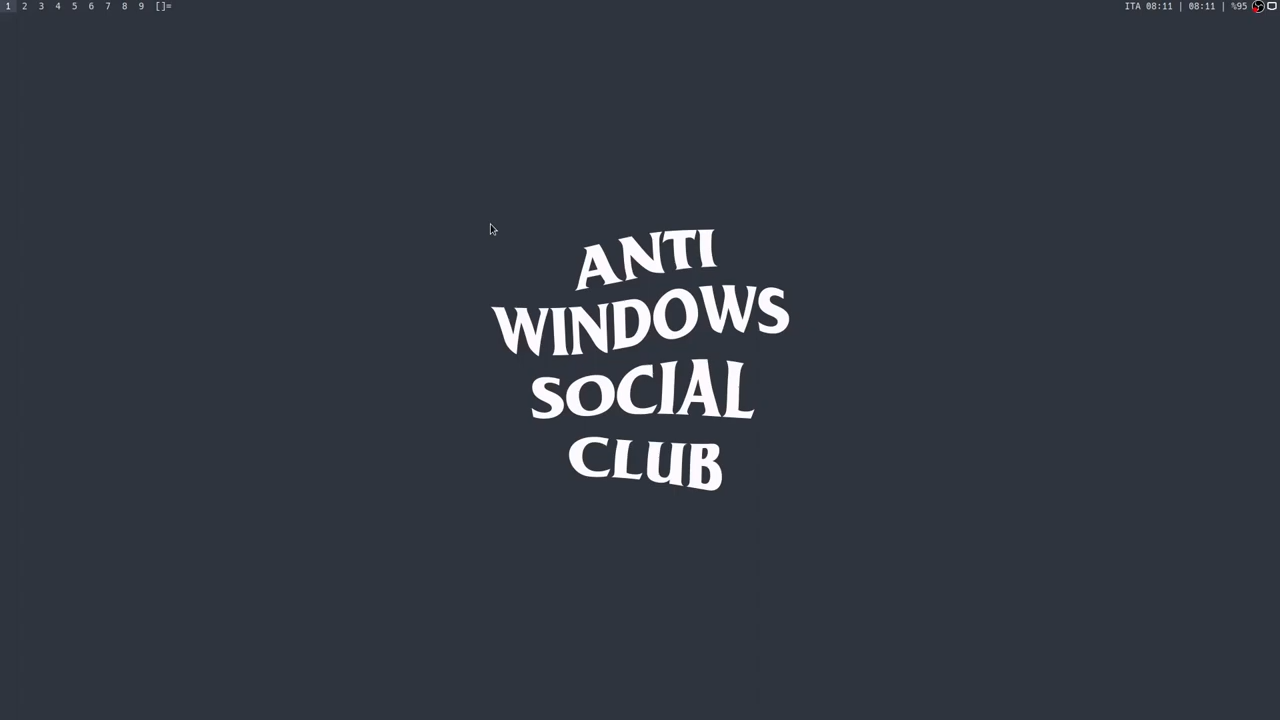 1 2 3 4 5 6 7 8 9 []= ITA 08:11 | 08:11 | %95
ANTI
WINDOWS
SOCIAL
CLUB